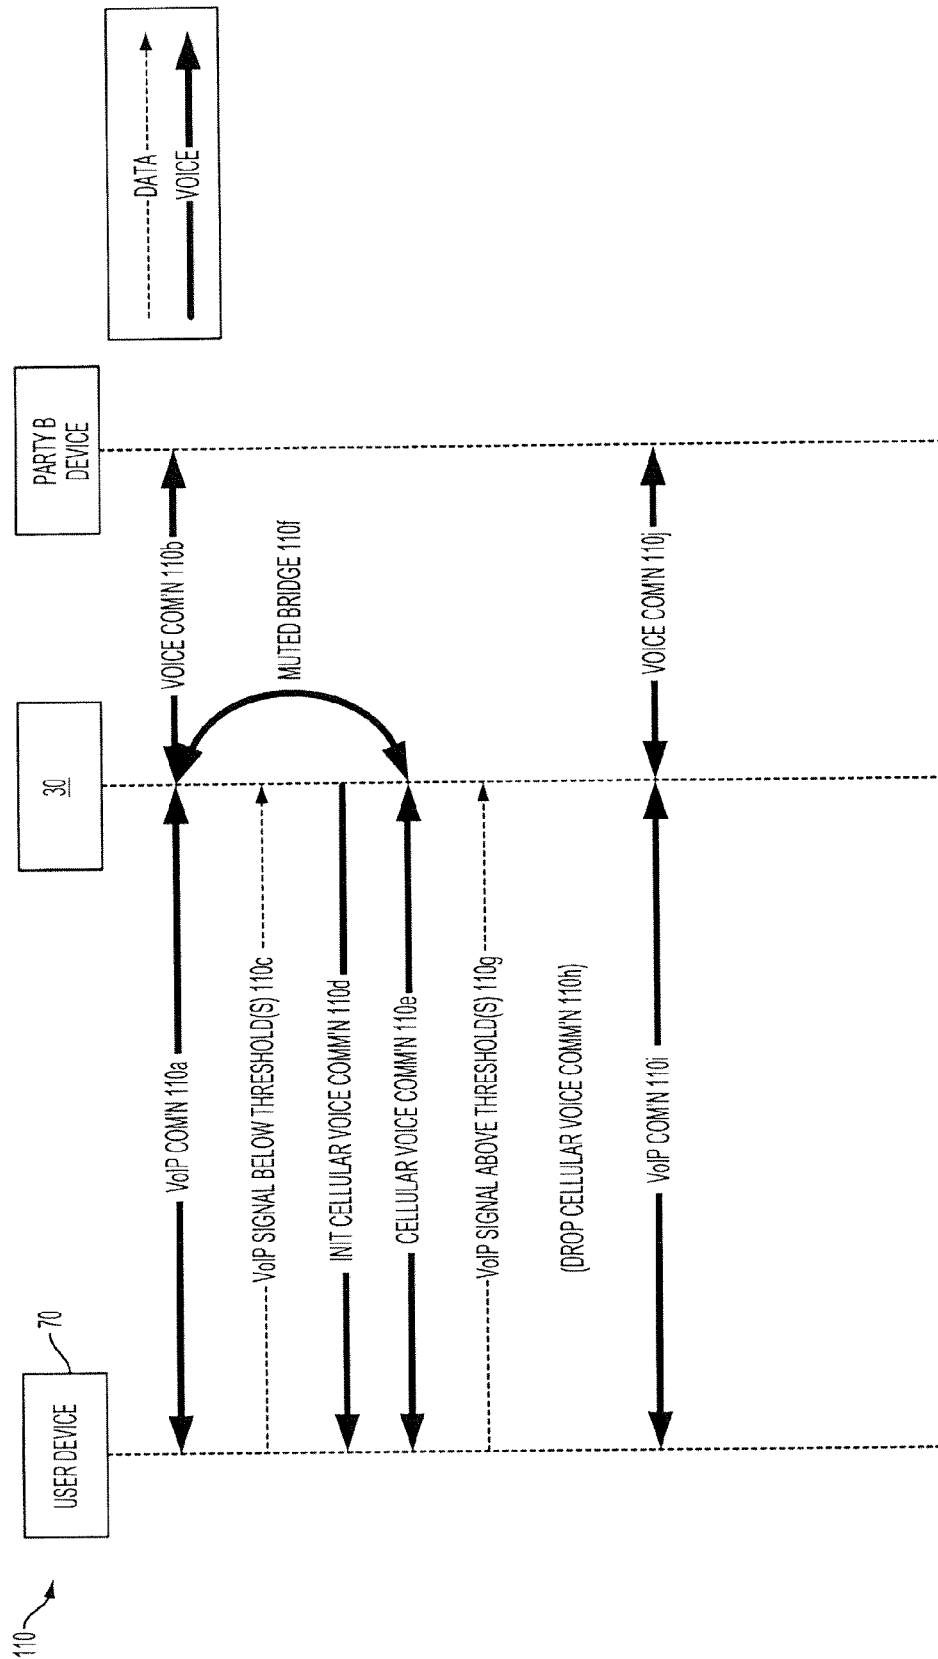 110
USER DEVICE
70
30
PARTY B
DEVICE
DATA
VOICE
VoIP COM'N 110a
VOICE COM'N 110b
VoIP SIGNAL BELOW THRESHOLD(S) 110c
MUTED BRIDGE 110f
INIT CELLULAR VOICE COMM'N 110d
CELLULAR VOICE COMM'N 110e
VoIP SIGNAL ABOVE THRESHOLD(S) 110g
(DROP CELLULAR VOICE COMM'N 110h)
VoIP COM'N 110i
VOICE COM'N 110j